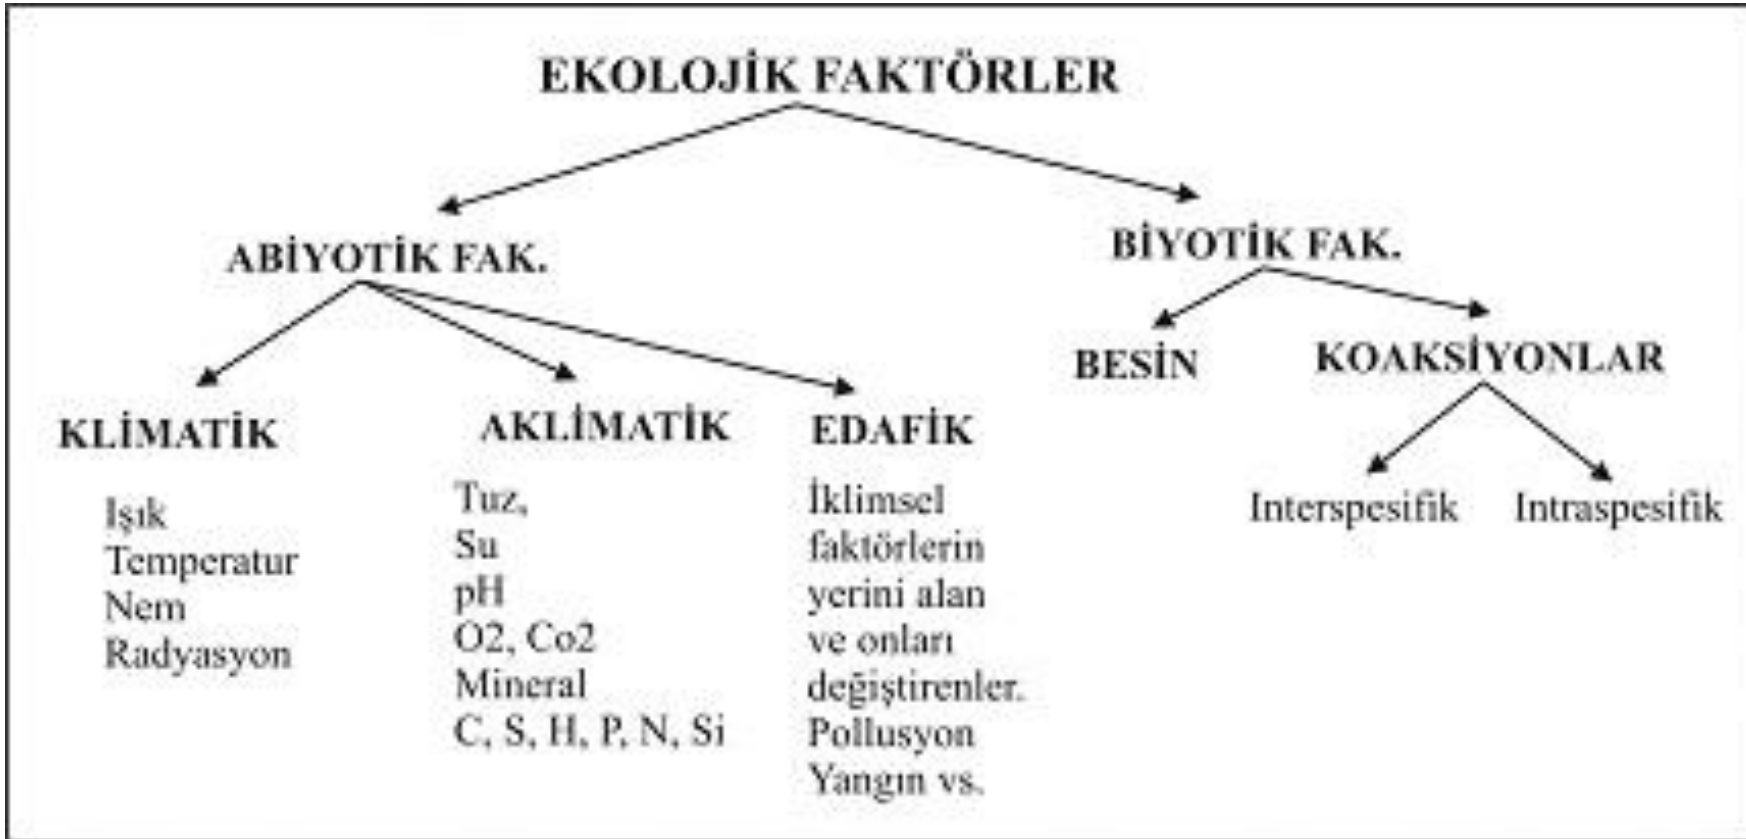 EKOLOJİK FAKTÖRLER
ABİYOTİK FAK.
BİYOTİK FAK.
BESİN
KOAKSİYONLAR
KLİMATİK
AKLİMATİK
EDAFİK
Işık
Temperatur
Nem
Radyasyon
Tuz,
Su
pH
O2, Co2
Mineral
C, S, H, P, N, Si
İklimsel
faktörlerin
yerini alan
ve onları
değiştirenler.
Pollusyon
Yangın vs.
Interspesifik
Intraspesifik